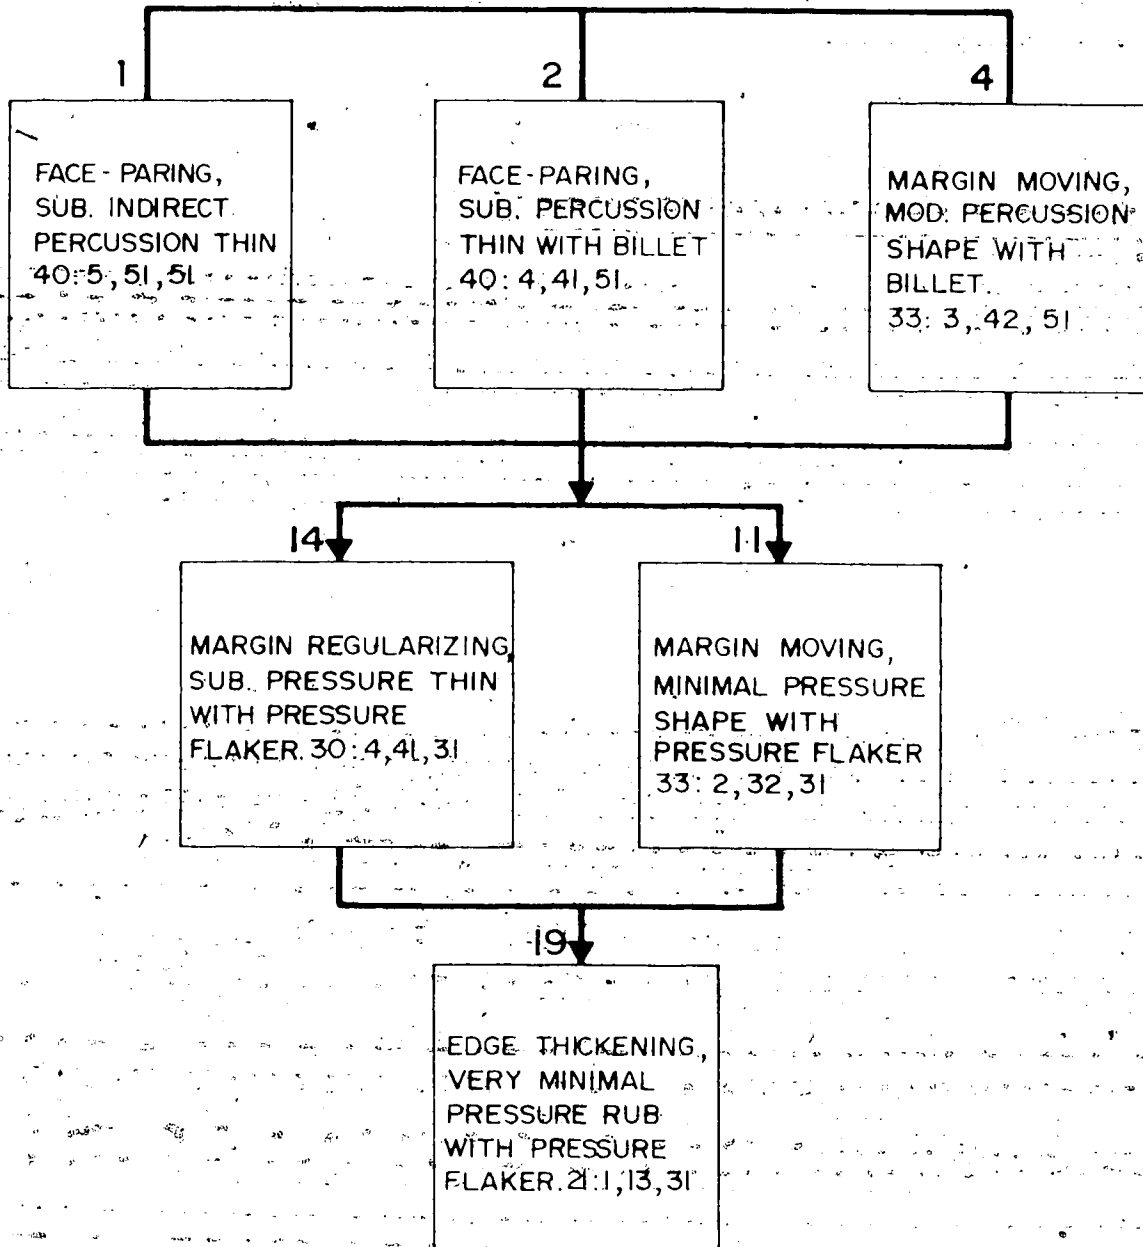 1
FACE-PARING,
SUB. INDIRECT
PERCUSSION THIN
40:5,51,51
2
FACE-PARING,
SUB. PERCUSSION
THIN WITH BILLET
40:4,41,51
4
MARGIN MOVING,
MOD. PERCUSSION
SHAPE WITH
BILLET.
33:3,42,51
14
MARGIN REGULARIZING,
SUB. PRESSURE THIN
WITH PRESSURE
FLAKER. 30:4,41,31
11
MARGIN MOVING,
MINIMAL PRESSURE
SHAPE WITH
PRESSURE FLAKER
33:2,32,31
19
EDGE THICKENING,
VERY MINIMAL
PRESSURE RUB
WITH PRESSURE
FLAKER. 21:1,13,31